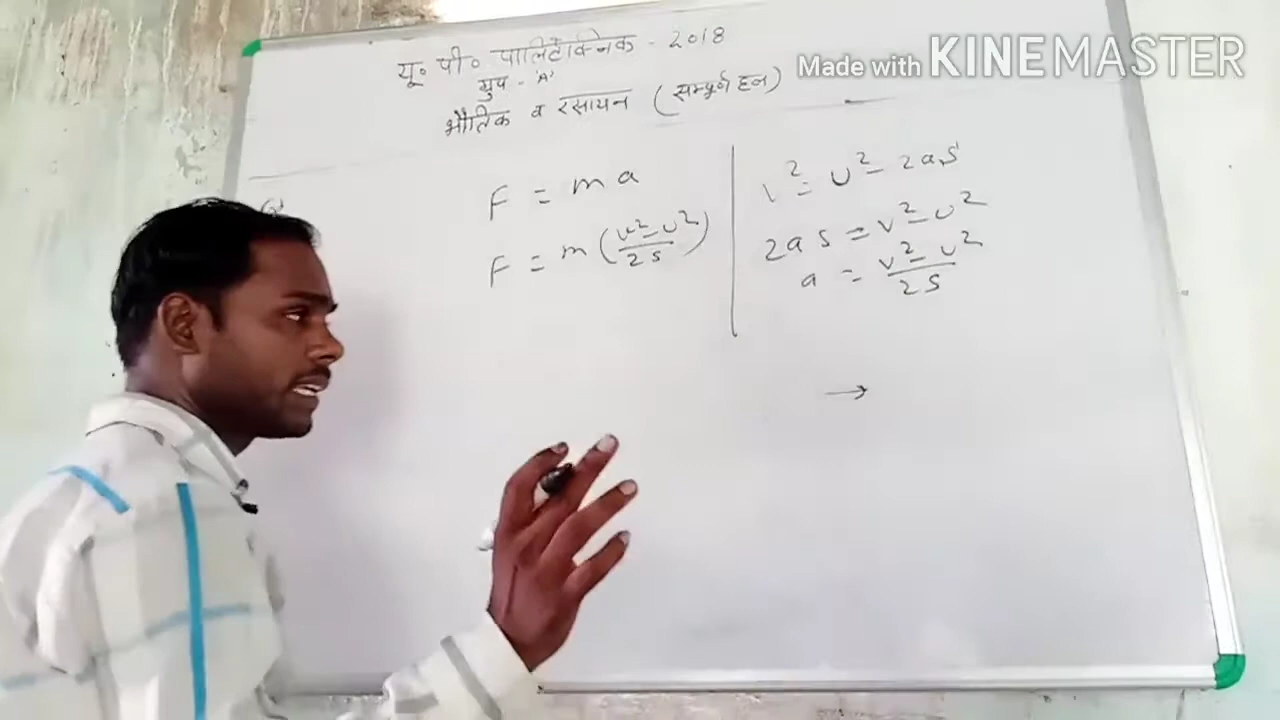 यू० पी० पालिटैक्निक - 2018
Made with KINEMASTER
ग्रुप - 'A'
भौतिक व रसायन (सम्पूर्ण हल)
F = ma
F = m(v²-u²/2s)
v² = u² - 2as
2as = v²-u²
a = v²-u²/2s
→